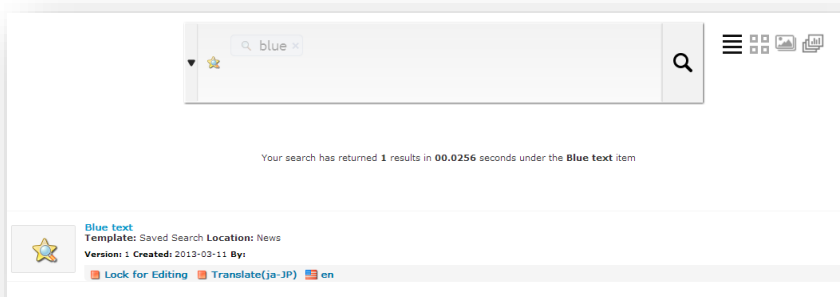 blue ×
Your search has returned 1 results in 00.0256 seconds under the Blue text item
Blue text
Template: Saved Search Location: News
Version: 1 Created: 2013-03-11 By:
Lock for Editing Translate(ja-JP) en